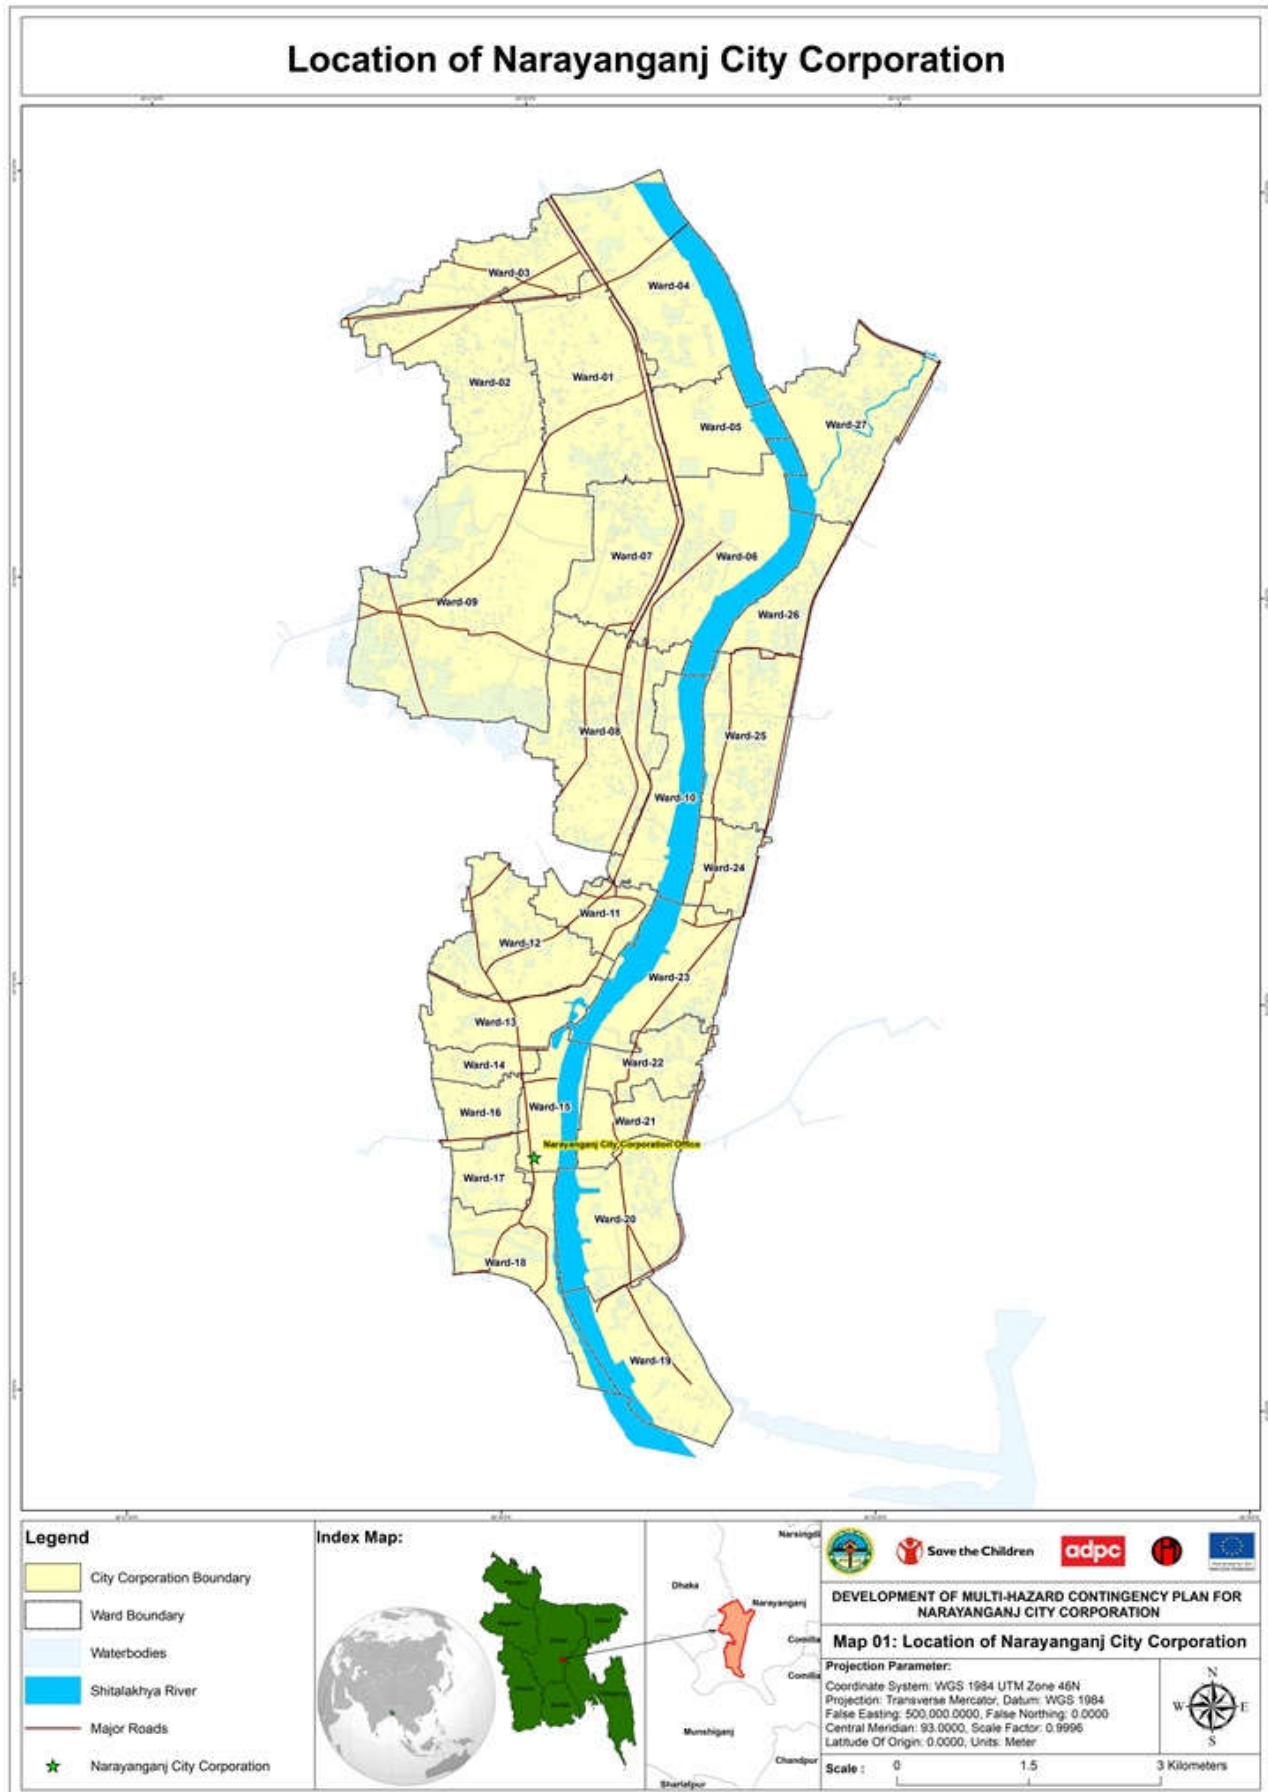 Location of Narayanganj City Corporation
Ward-03
Ward-04
Ward-02
Ward-01
Ward-05
Ward-27
Ward-07
Ward-06
Ward-09
Ward-26
Ward-08
Ward-25
Ward-10
Ward-24
Ward-11
Ward-12
Ward-23
Ward-13
Ward-14
Ward-22
Ward-16
Ward-15
Ward-21
Narayanganj City Corporation Office
Ward-17
Ward-20
Ward-18
Ward-19
Legend
City Corporation Boundary
Ward Boundary
Waterbodies
Shitalakhya River
Major Roads
Narayanganj City Corporation
Index Map:
Narsingdi
Dhaka
Narayanganj
Comilla
Comilla
Munshiganj
Chandpur
Shariatpur
Save the Children
adpc
DEVELOPMENT OF MULTI-HAZARD CONTINGENCY PLAN FOR
NARAYANGANJ CITY CORPORATION
Map 01: Location of Narayanganj City Corporation
Projection Parameter:
Coordinate System: WGS 1984 UTM Zone 46N
Projection: Transverse Mercator, Datum: WGS 1984
False Easting: 500,000.0000, False Northing: 0.0000
Central Meridian: 93.0000, Scale Factor: 0.9996
Latitude Of Origin: 0.0000, Units: Meter
N
W E
S
Scale : 0 1.5 3 Kilometers